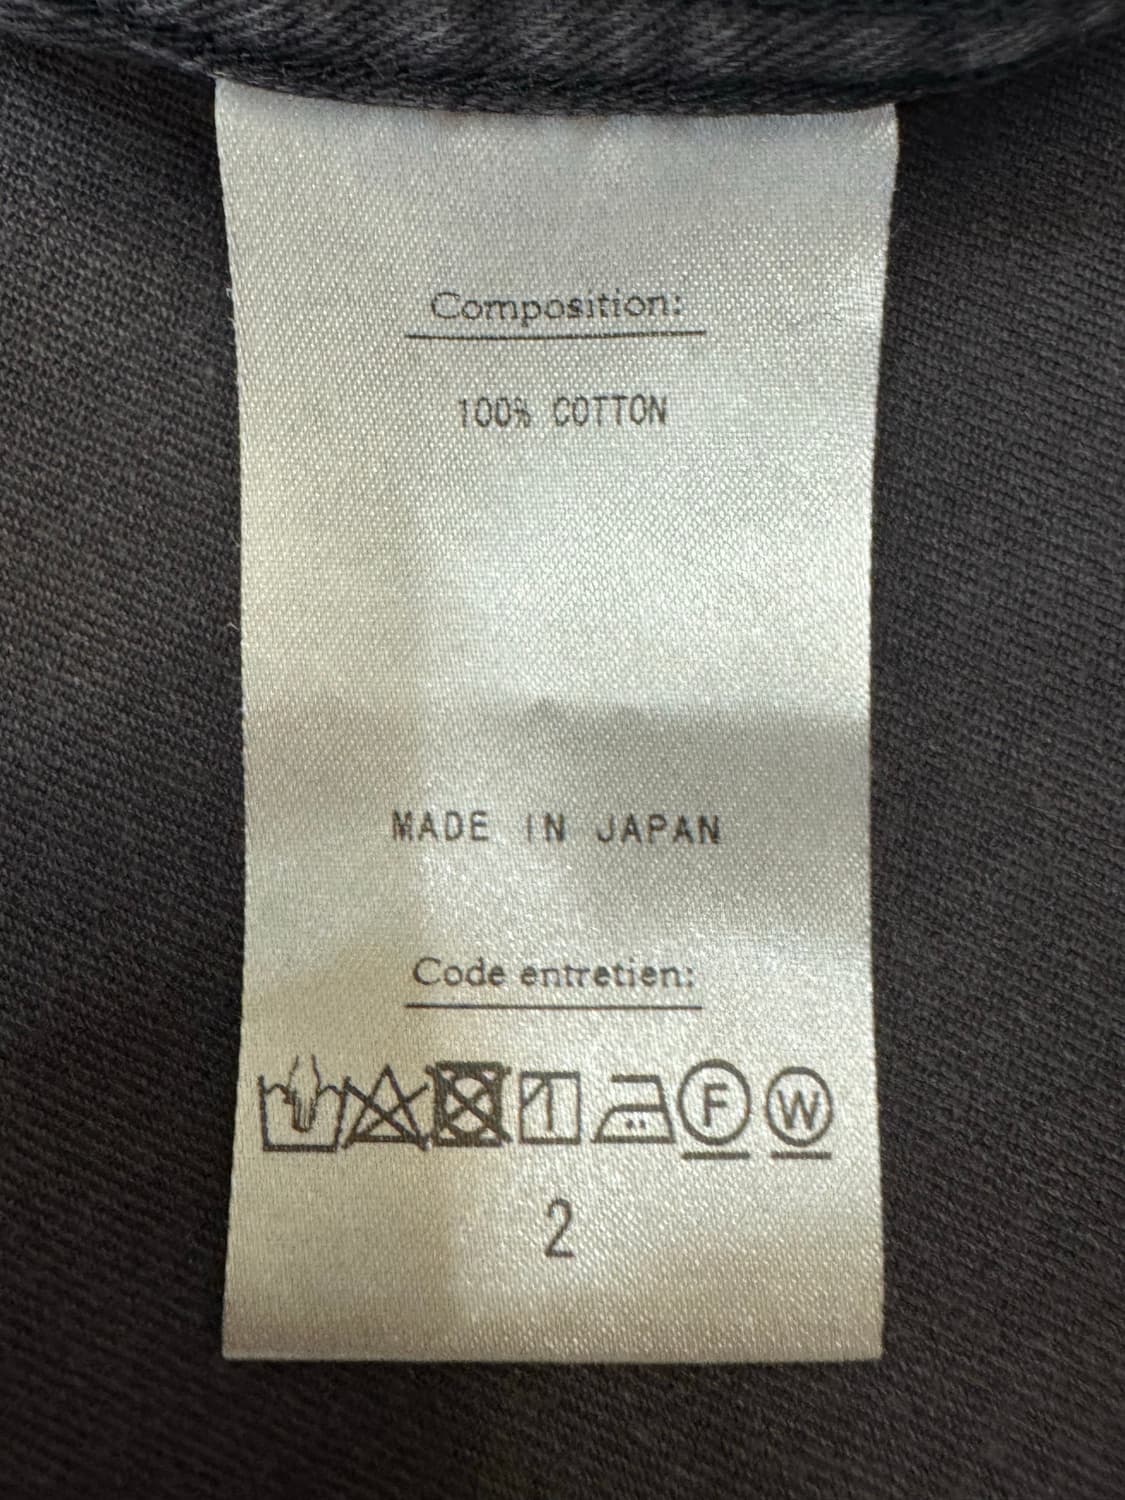 Composition:
100% COTTON
MADE IN JAPAN
Code entretien:
F W
2